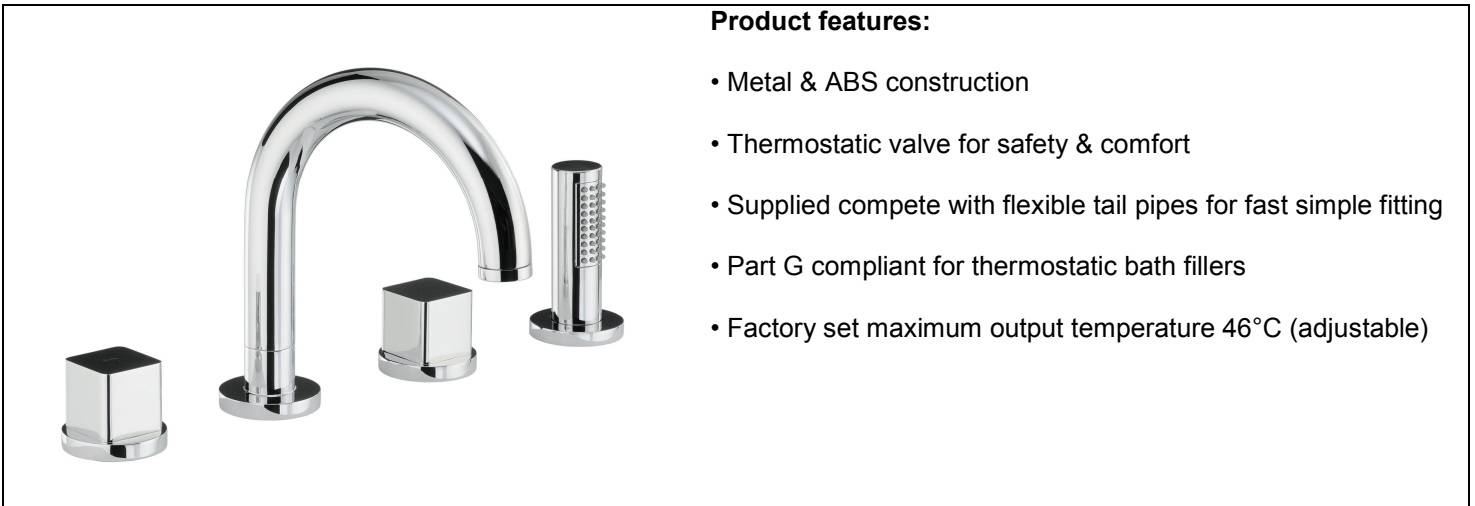 Product features:
• Metal & ABS construction
• Thermostatic valve for safety & comfort
• Supplied compete with flexible tail pipes for fast simple fitting
• Part G compliant for thermostatic bath fillers
• Factory set maximum output temperature 46°C (adjustable)